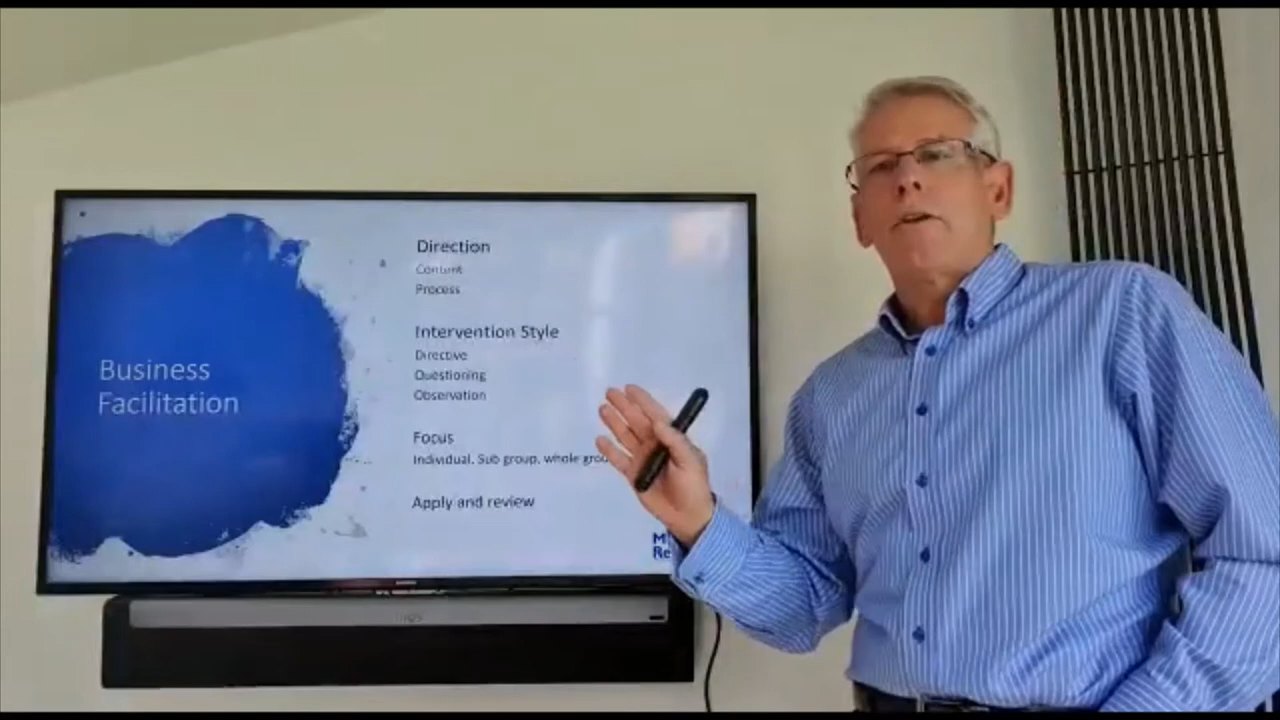 Business
Facilitation
Direction
Content
Process
Intervention Style
Directive
Questioning
Observation
Focus
Individual, Sub group, whole grou
Apply and review
M
Re